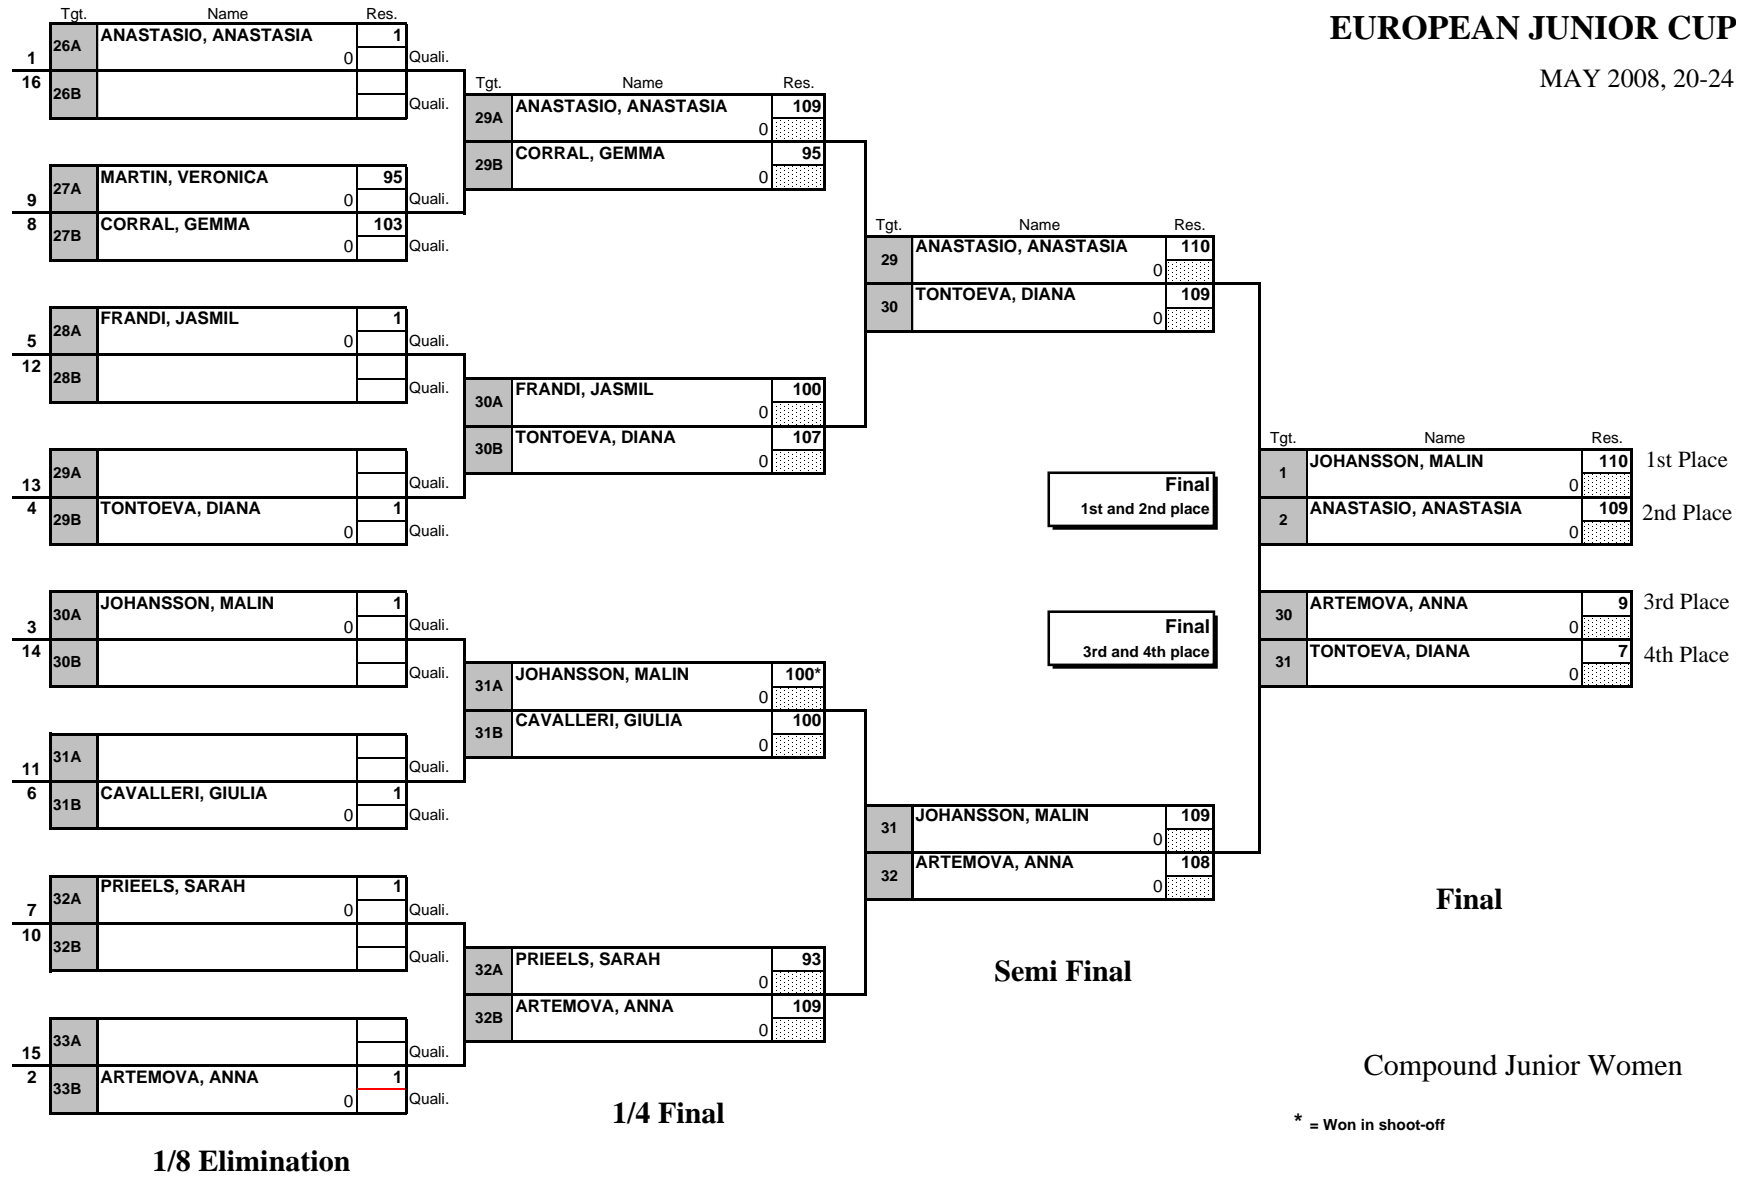 EUROPEAN JUNIOR CUP
MAY 2008, 20-24
Tgt. Name Res.
1 26A ANASTASIO, ANASTASIA 1
0 Quali.
16 26B
Quali.
9 27A MARTIN, VERONICA 95
0 Quali.
8 27B CORRAL, GEMMA 103
0 Quali.
5 28A FRANDI, JASMIL 1
0 Quali.
12 28B
Quali.
13 29A
Quali.
4 29B TONTOEVA, DIANA 1
0 Quali.
3 30A JOHANSSON, MALIN 1
0 Quali.
14 30B
Quali.
11 31A
Quali.
6 31B CAVALLERI, GIULIA 1
0 Quali.
7 32A PRIEELS, SARAH 1
0 Quali.
10 32B
Quali.
15 33A
Quali.
2 33B ARTEMOVA, ANNA 1
0 Quali.
1/8 Elimination
Tgt. Name Res.
29A ANASTASIO, ANASTASIA 109
0
29B CORRAL, GEMMA 95
0
30A FRANDI, JASMIL 100
0
30B TONTOEVA, DIANA 107
0
31A JOHANSSON, MALIN 100*
0
31B CAVALLERI, GIULIA 100
0
32A PRIEELS, SARAH 93
0
32B ARTEMOVA, ANNA 109
0
1/4 Final
Tgt. Name Res.
29 ANASTASIO, ANASTASIA 110
0
30 TONTOEVA, DIANA 109
0
31 JOHANSSON, MALIN 109
0
32 ARTEMOVA, ANNA 108
0
Semi Final
Final
1st and 2nd place
Final
3rd and 4th place
Tgt. Name Res.
1 JOHANSSON, MALIN 110 1st Place
0
2 ANASTASIO, ANASTASIA 109 2nd Place
0
30 ARTEMOVA, ANNA 9 3rd Place
0
31 TONTOEVA, DIANA 7 4th Place
0
Final
Compound Junior Women
* = Won in shoot-off